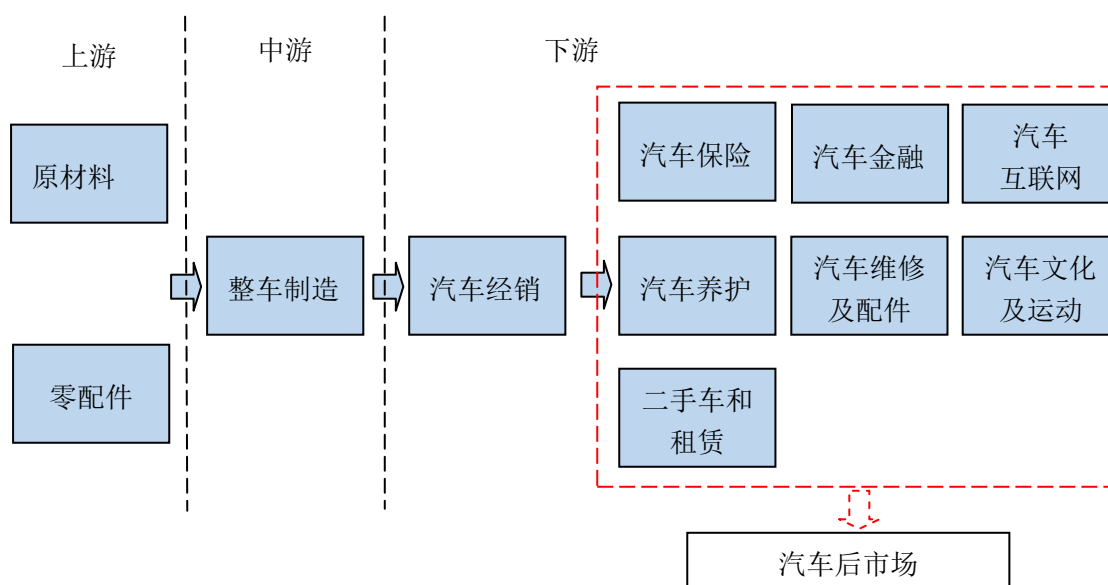 上游
中游
下游
原材料
零配件
整车制造
汽车经销
汽车保险
汽车金融
汽车
互联网
汽车养护
汽车维修
及配件
汽车文化
及运动
二手车和
租赁
汽车后市场